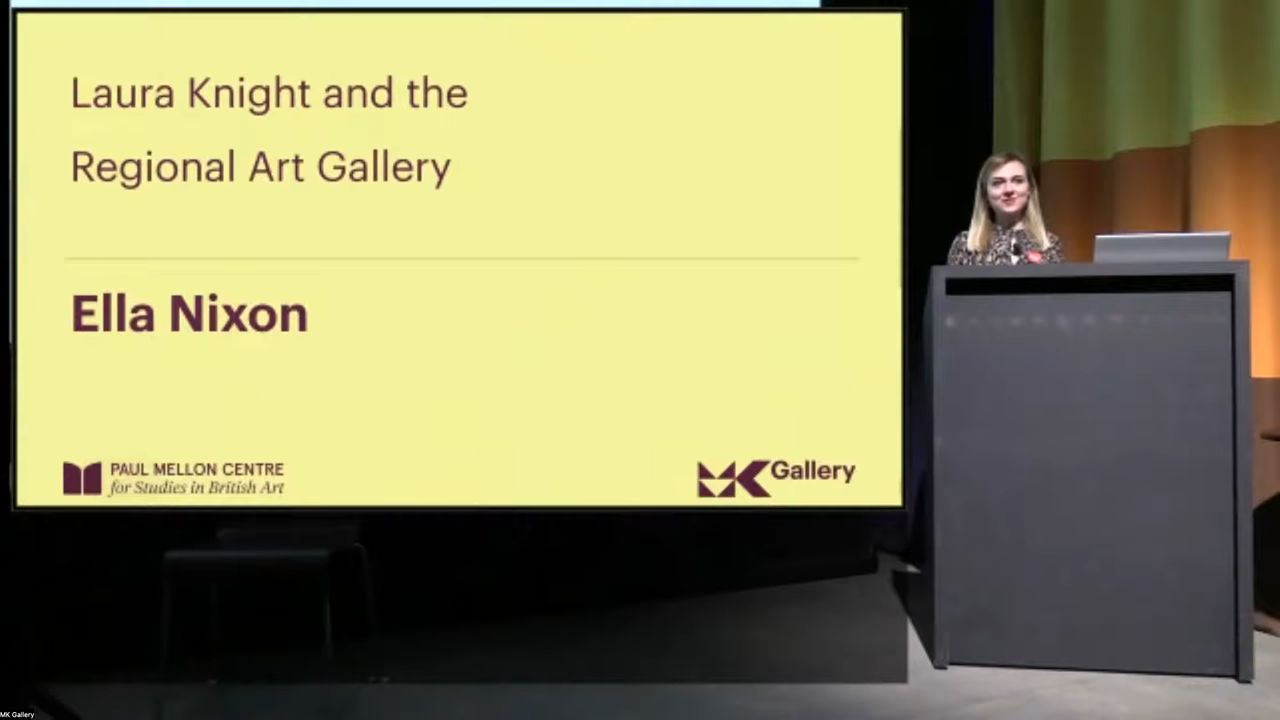 Laura Knight and the
Regional Art Gallery
Ella Nixon
PAUL MELLON CENTRE
for Studies in British Art
MK Gallery
MK Gallery